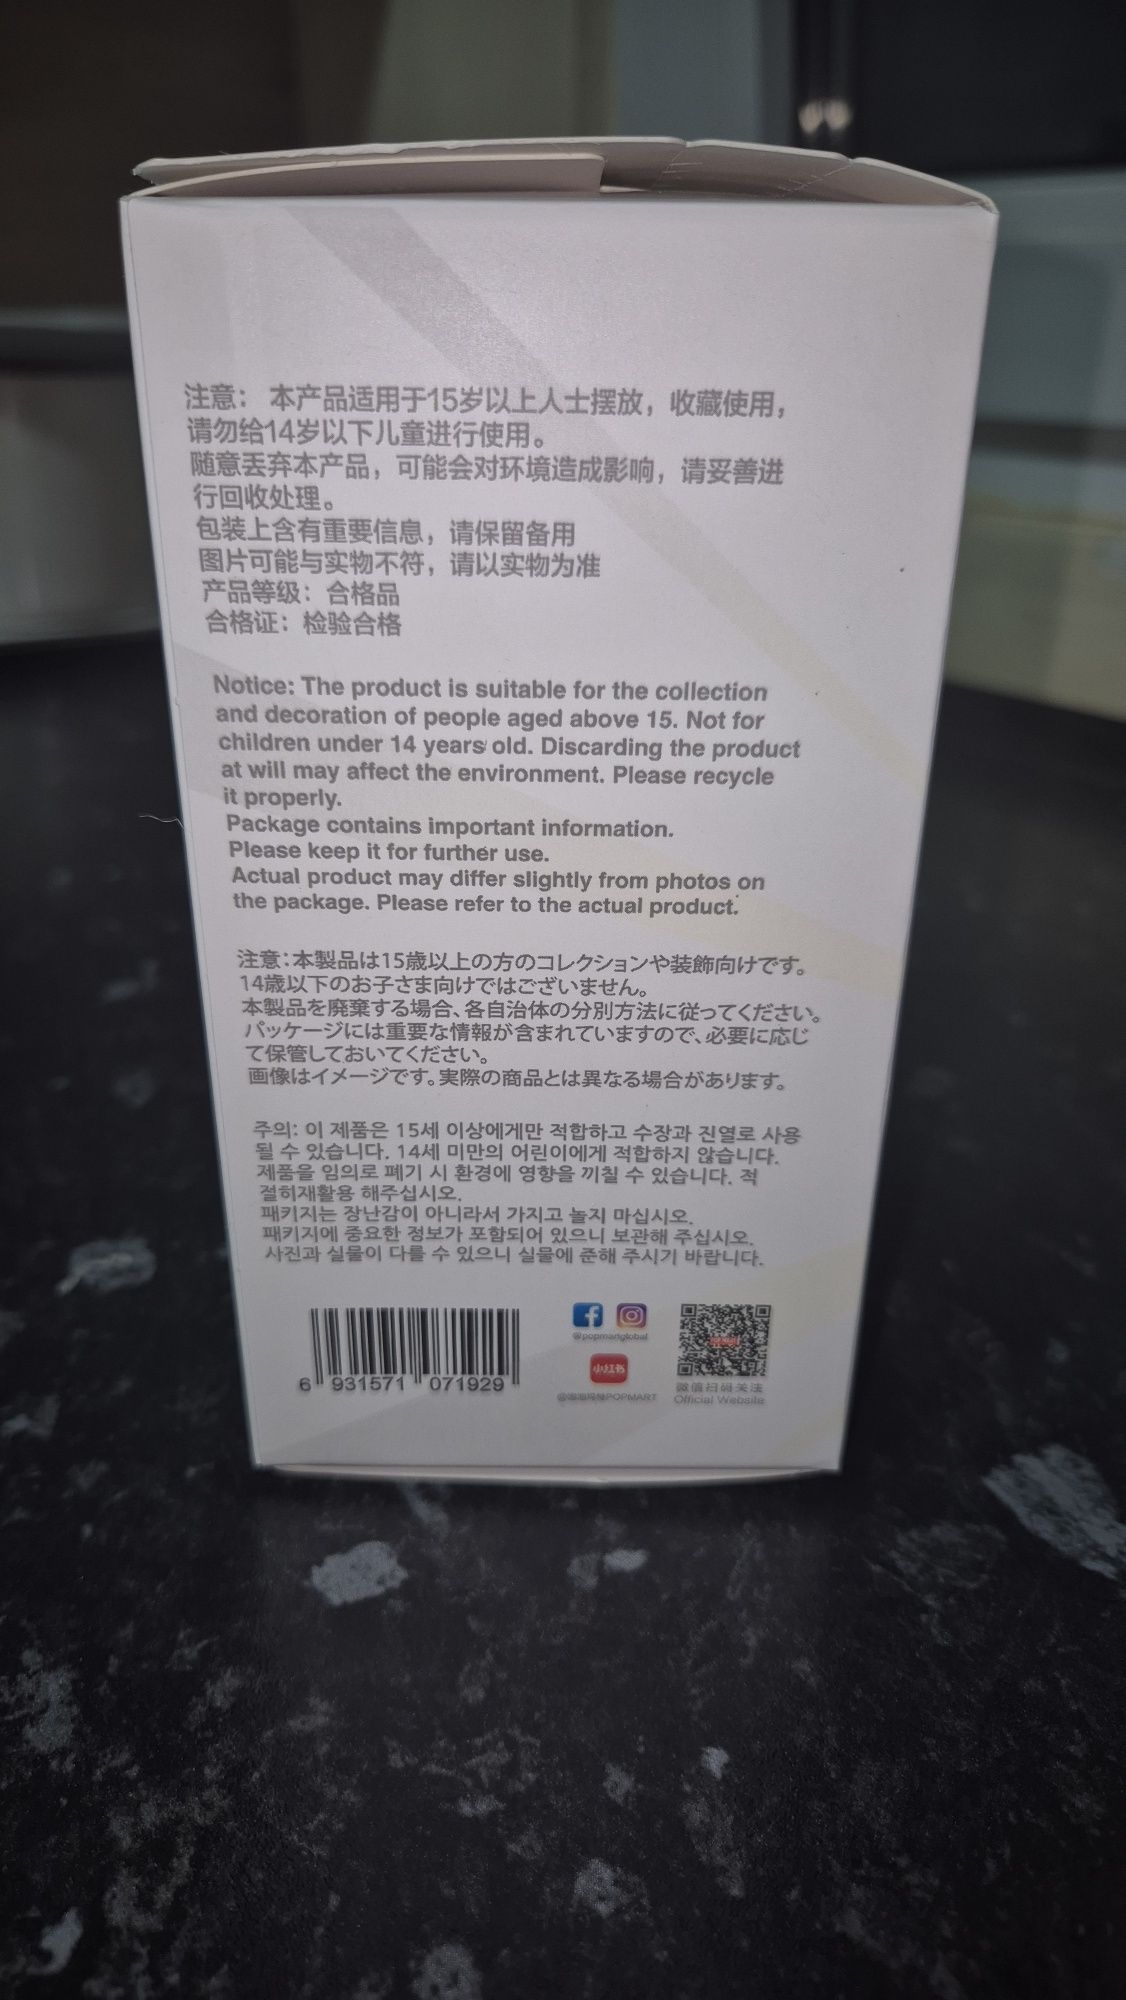 注意： 本产品适用于15岁以上人士摆放，收藏使用，
请勿给14岁以下儿童进行使用。
随意丢弃本产品，可能会对环境造成影响，请妥善进
行回收处理。
包装上含有重要信息，请保留备用
图片可能与实物不符，请以实物为准
产品等级：合格品
合格证：检验合格
Notice: The product is suitable for the collection
and decoration of people aged above 15. Not for
children under 14 years old. Discarding the product
at will may affect the environment. Please recycle
it properly.
Package contains important information.
Please keep it for further use.
Actual product may differ slightly from photos on
the package. Please refer to the actual product.
注意：本製品は15歳以上の方のコレクションや装飾向けです。
14歳以下のお子さま向けではございません。
本製品を廃棄する場合、各自治体の分別方法に従ってください。
パッケージには重要な情報が含まれていますので、必要に応じ
て保管しておいてください。
画像はイメージです。実際の商品とは異なる場合があります。
주의: 이 제품은 15세 이상에게만 적합하고 수장과 진열로 사용
될 수 있습니다. 14세 미만의 어린이에게 적합하지 않습니다.
제품을 임의로 폐기 시 환경에 영향을 끼칠 수 있습니다. 적
절히재활용 해주십시오.
패키지는 장난감이 아니라서 가지고 놀지 마십시오.
패키지에 중요한 정보가 포함되어 있으니 보관해 주십시오.
사진과 실물이 다를 수 있으니 실물에 준해 주시기 바랍니다.
6 931571 071929
@popmartglobal
小红书
POPMART
微信扫码关注
Official Website